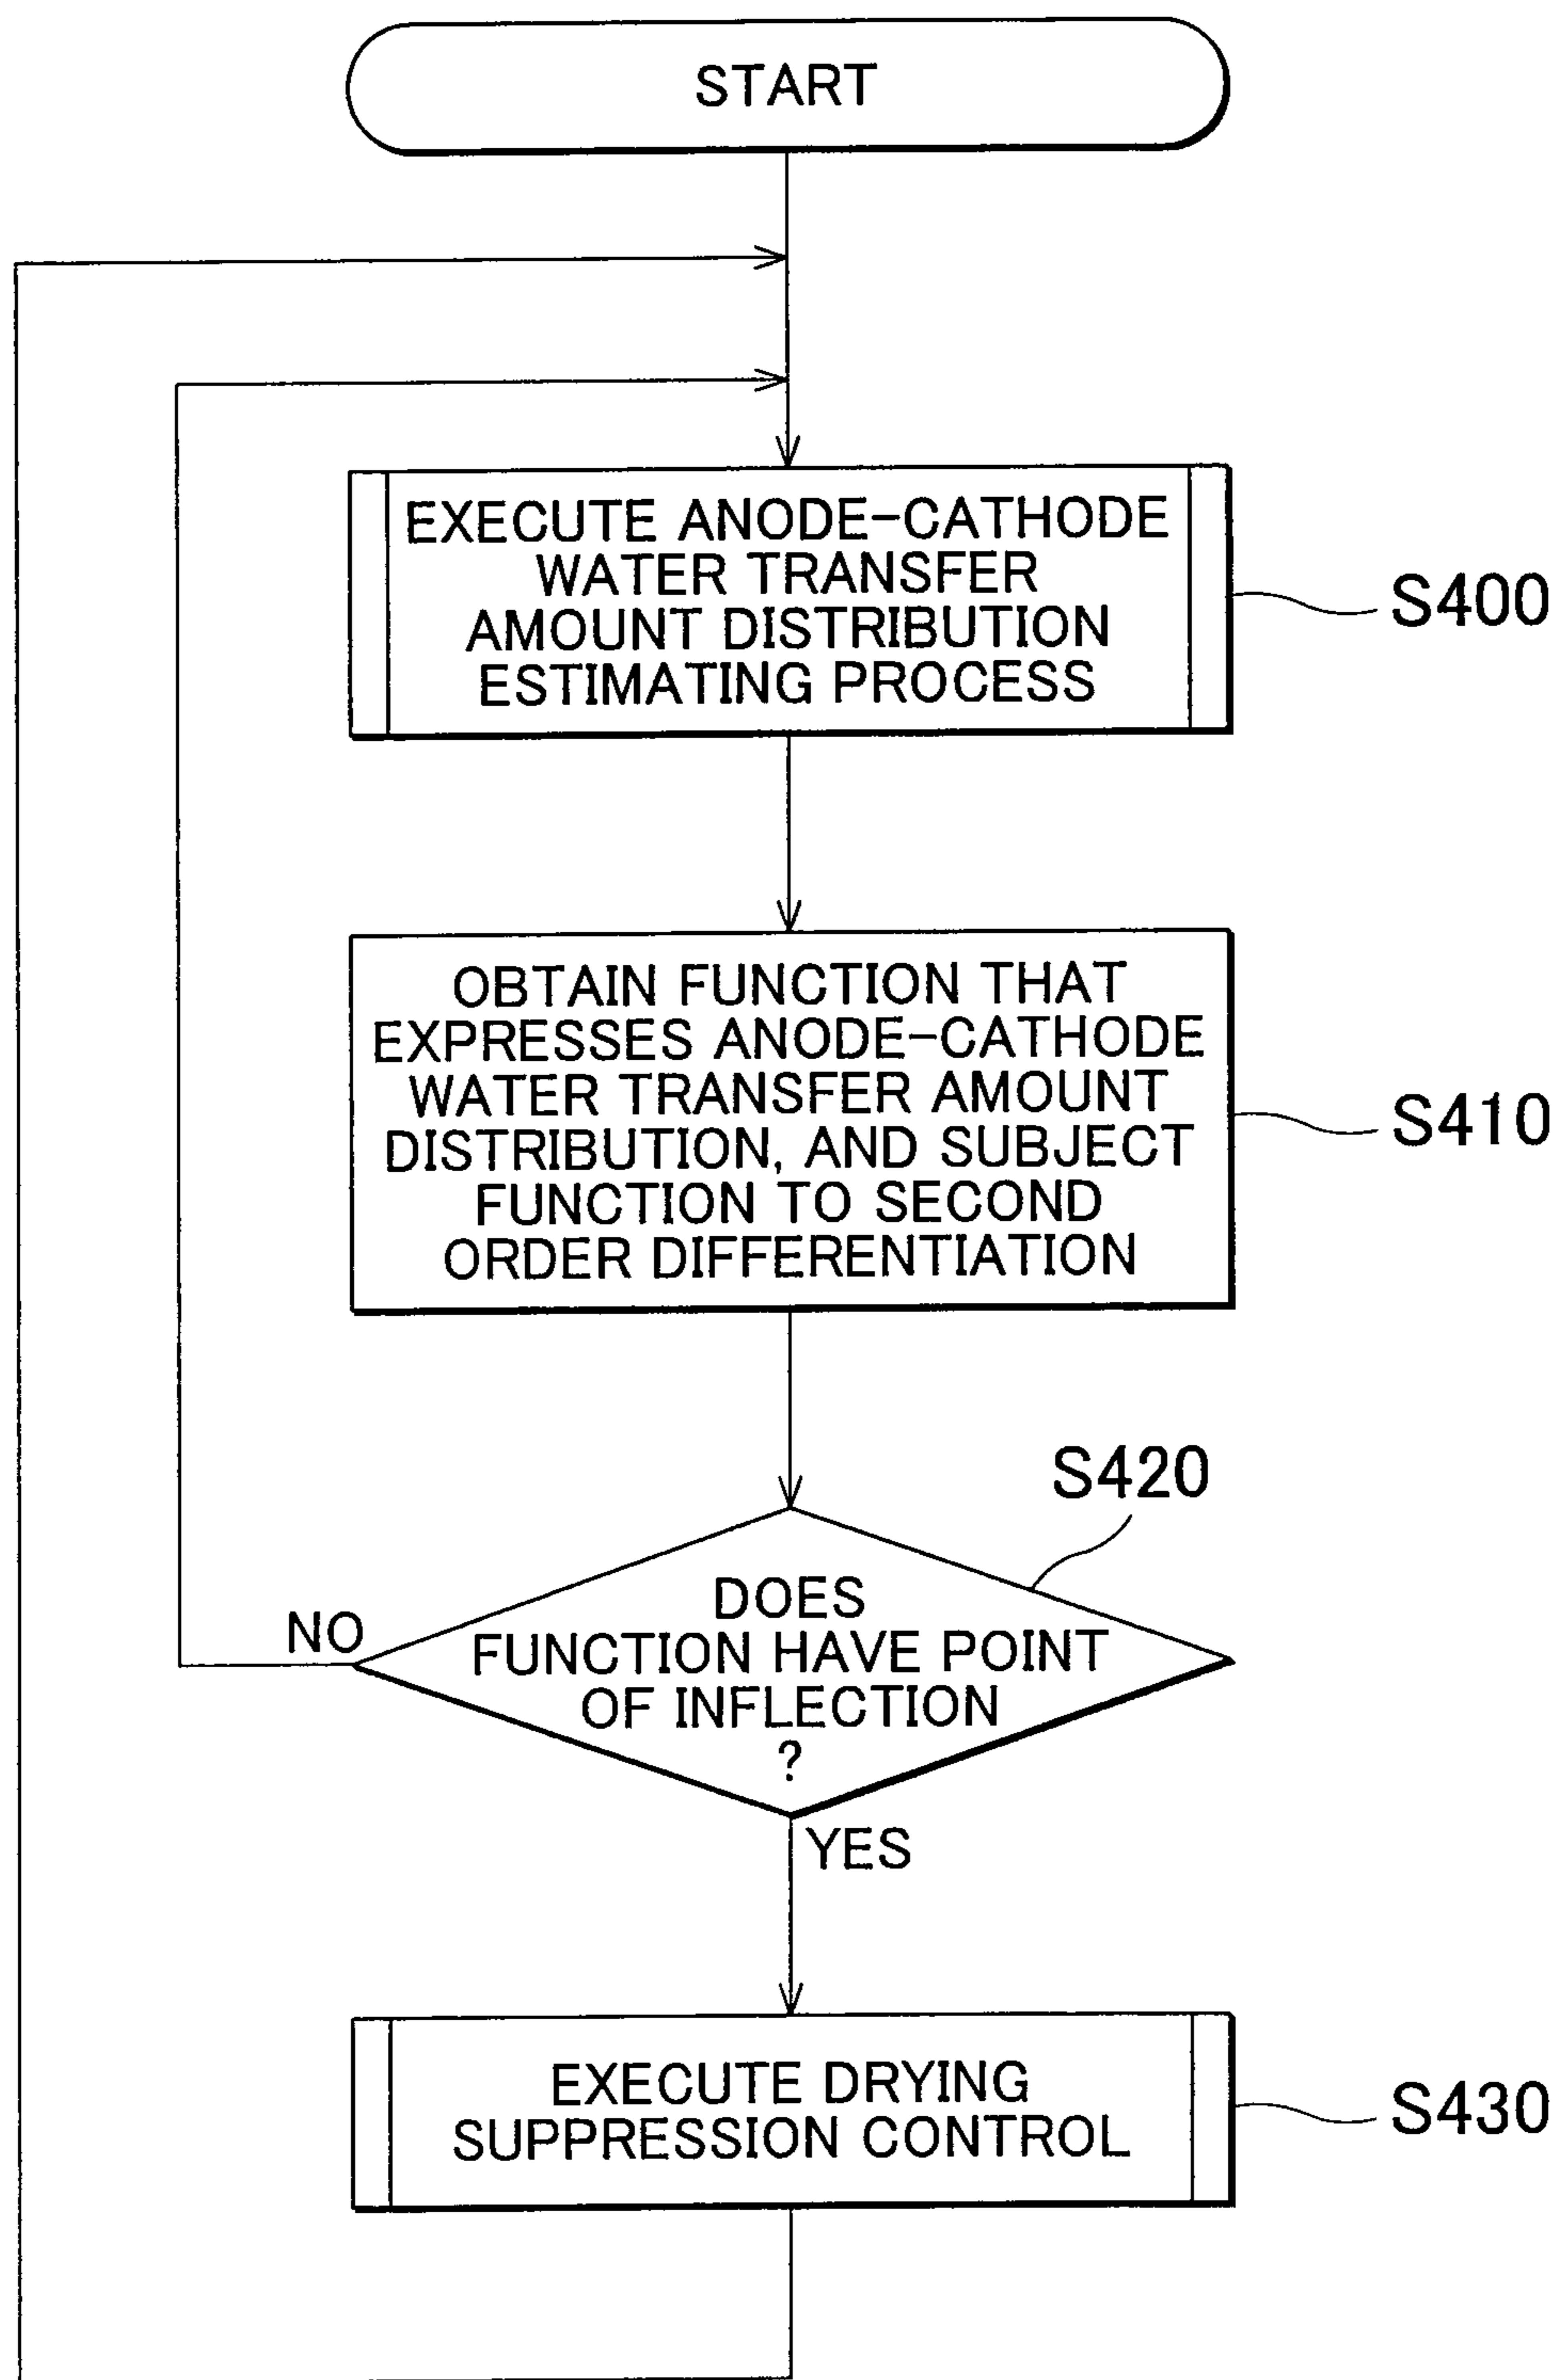 START
EXECUTE ANODE-CATHODE
WATER TRANSFER
AMOUNT DISTRIBUTION
ESTIMATING PROCESS
S400
OBTAIN FUNCTION THAT
EXPRESSES ANODE-CATHODE
WATER TRANSFER AMOUNT
DISTRIBUTION, AND SUBJECT
FUNCTION TO SECOND
ORDER DIFFERENTIATION
S410
S420
DOES
FUNCTION HAVE POINT
OF INFLECTION
?
NO
YES
EXECUTE DRYING
SUPPRESSION CONTROL
S430